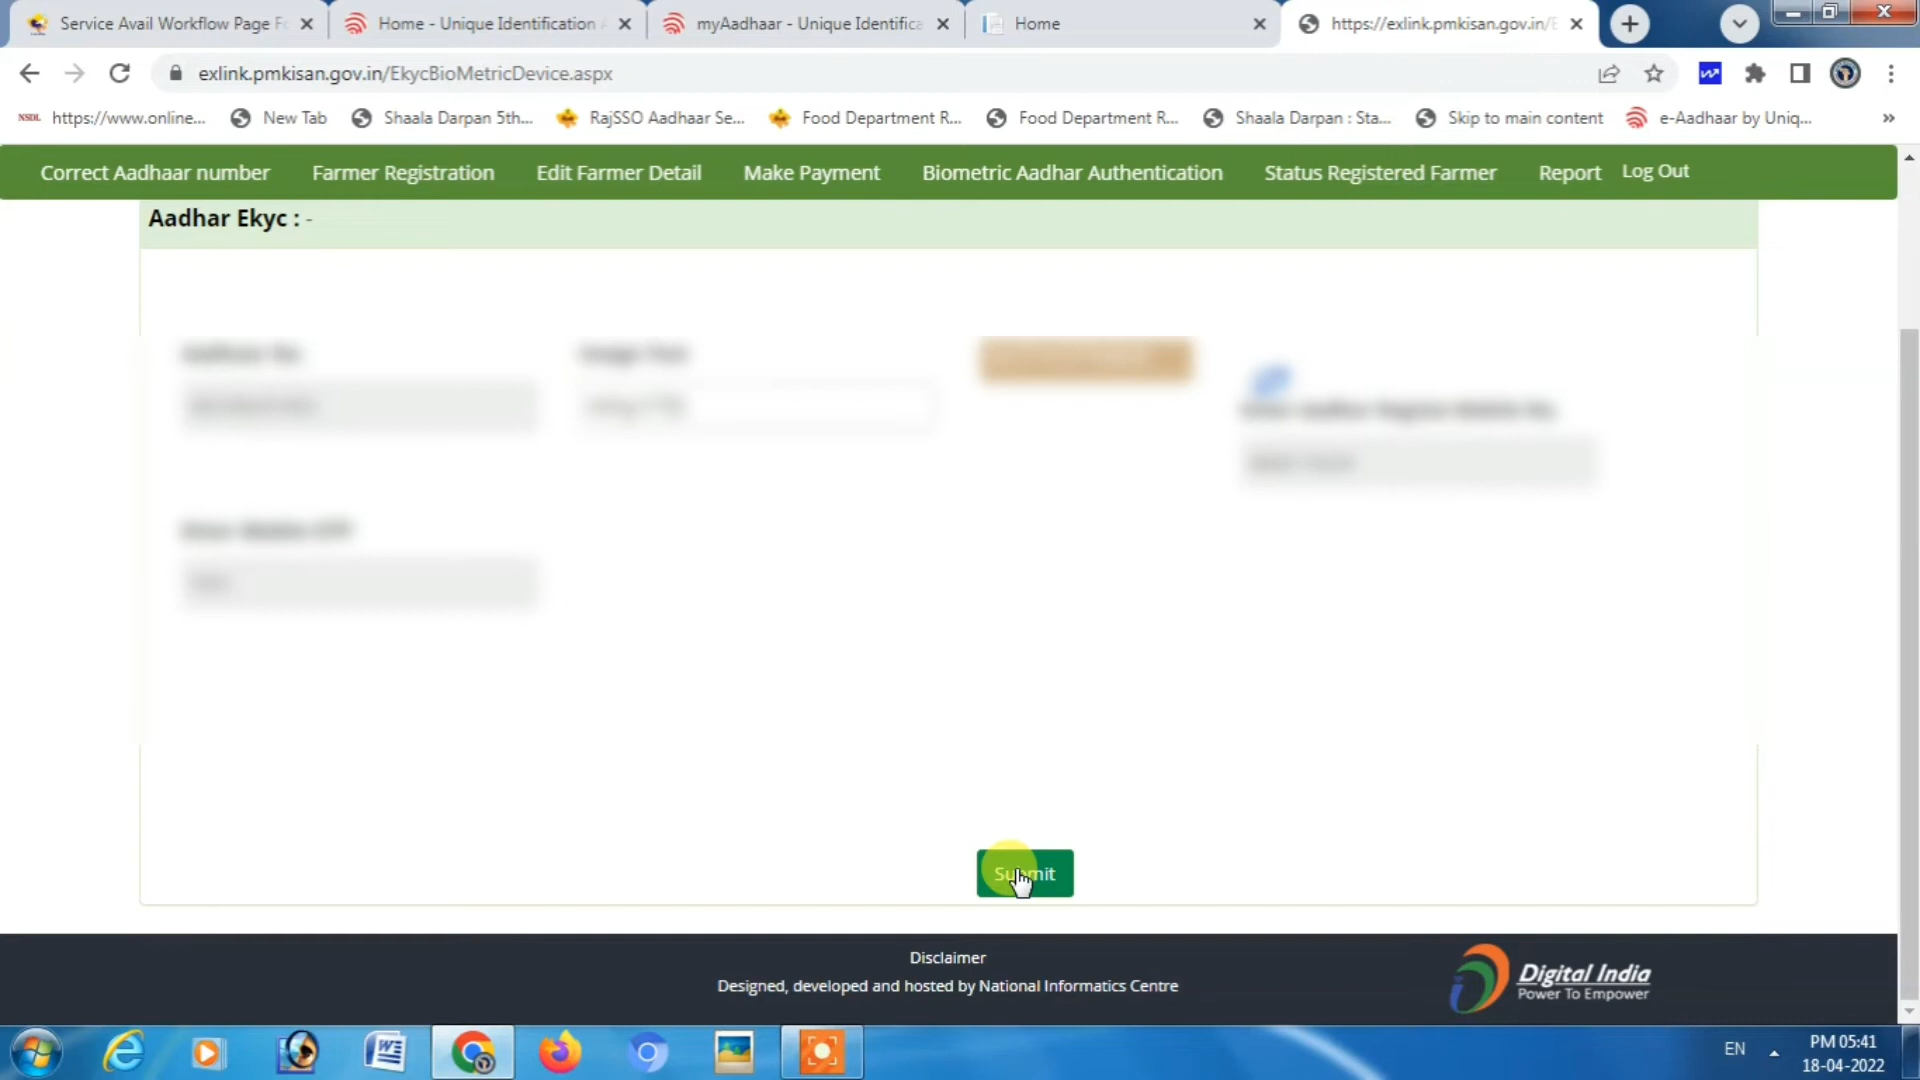 Service Avail Workflow Page Fo
Home - Unique Identification A
myAadhaar - Unique Identifica
Home
https://exlink.pmkisan.gov.in/E
exlink.pmkisan.gov.in/EkycBioMetricDevice.aspx
NSDL https://www.online... New Tab Shaala Darpan 5th... RajSSO Aadhaar Se... Food Department R... Food Department R... Shaala Darpan : Sta... Skip to main content e-Aadhaar by Uniq... »
Correct Aadhaar number Farmer Registration Edit Farmer Detail Make Payment Biometric Aadhar Authentication Status Registered Farmer Report Log Out
Aadhar Ekyc : -
Submit
Disclaimer
Designed, developed and hosted by National Informatics Centre
Digital India
Power To Empower
EN
PM 05:41
18-04-2022